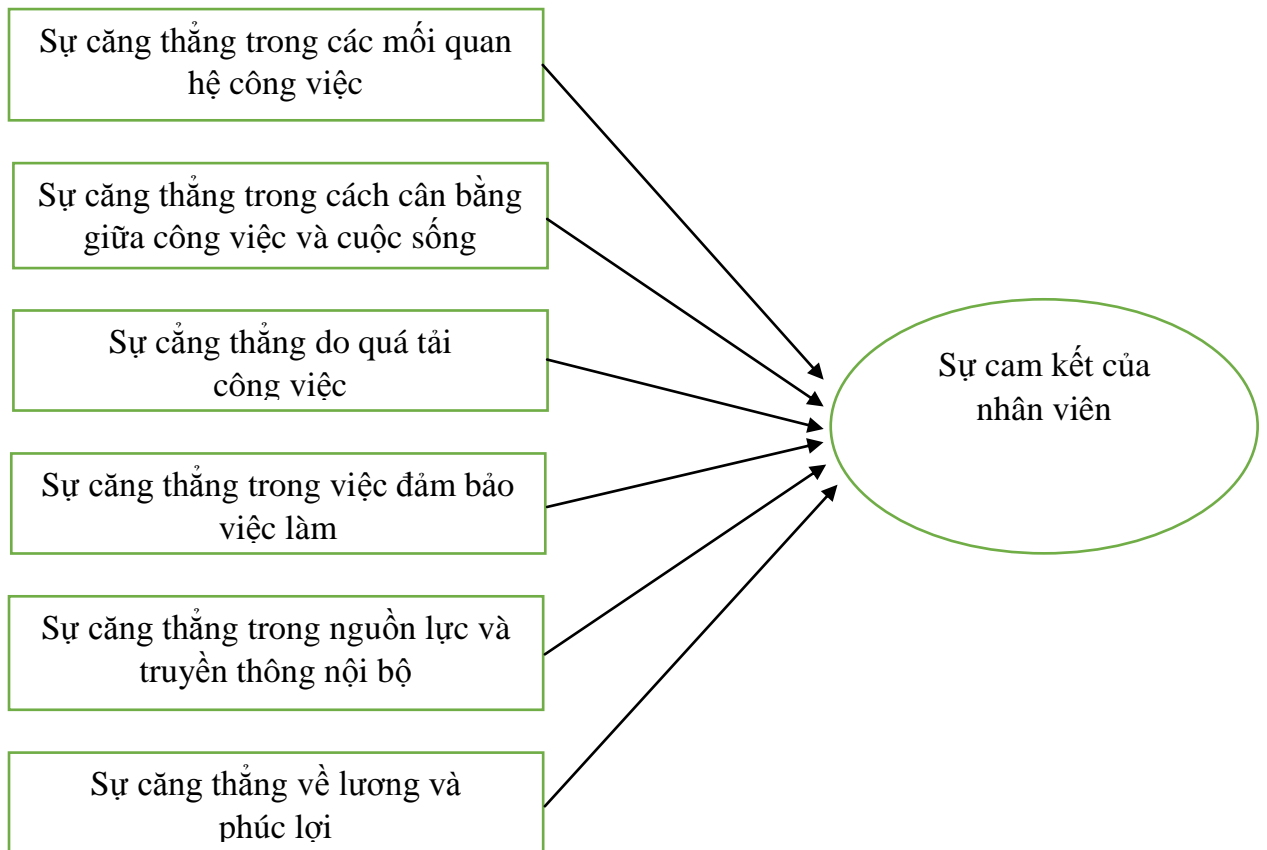 Sự căng thẳng trong các mối quan
hệ công việc
Sự căng thẳng trong cách cân bằng
giữa công việc và cuộc sống
Sự cẳng thẳng do quá tải
công việc
Sự căng thẳng trong việc đảm bảo
việc làm
Sự căng thẳng trong nguồn lực và
truyền thông nội bộ
Sự căng thẳng về lương và
phúc lợi
Sự cam kết của
nhân viên